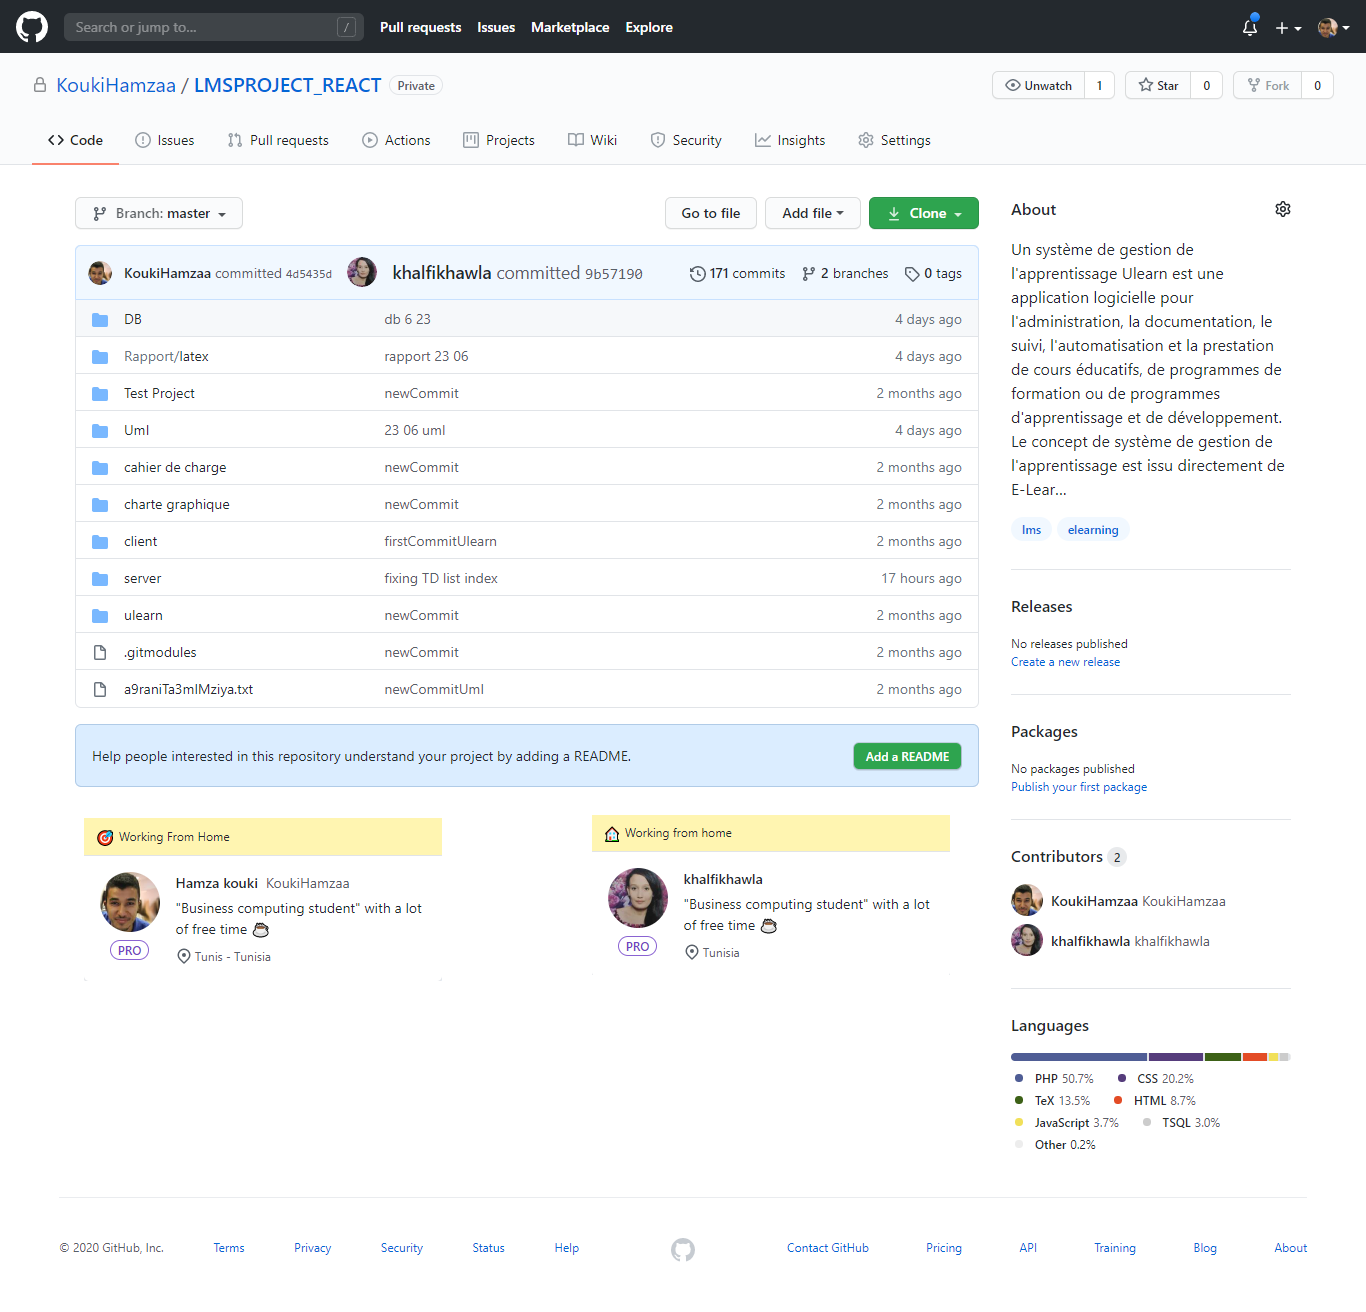 Search or jump to... / Pull requests Issues Marketplace Explore
KoukiHamzaa / LMSPROJECT_REACT Private Unwatch 1 Star 0 Fork 0
Code Issues Pull requests Actions Projects Wiki Security Insights Settings
Branch: master Go to file Add file Clone
KoukiHamzaa committed 4d5435d khalfikhawla committed 9b57190 171 commits 2 branches 0 tags
DB db 6 23 4 days ago
Rapport/latex rapport 23 06 4 days ago
Test Project newCommit 2 months ago
Uml 23 06 uml 4 days ago
cahier de charge newCommit 2 months ago
charte graphique newCommit 2 months ago
client firstCommitUlearn 2 months ago
server fixing TD list index 17 hours ago
ulearn newCommit 2 months ago
.gitmodules newCommit 2 months ago
a9raniTa3mlMziya.txt newCommitUml 2 months ago
Help people interested in this repository understand your project by adding a README. Add a README
Working From Home
Hamza kouki KoukiHamzaa
"Business computing student" with a lot
of free time
PRO
Tunis - Tunisia
Working from home
khalfikhawla
"Business computing student" with a lot
of free time
PRO
Tunisia
About
Un système de gestion de
l'apprentissage Ulearn est une
application logicielle pour
l'administration, la documentation, le
suivi, l'automatisation et la prestation
de cours éducatifs, de programmes de
formation ou de programmes
d'apprentissage et de développement.
Le concept de système de gestion de
l'apprentissage est issu directement de
E-Lear...
lms elearning
Releases
No releases published
Create a new release
Packages
No packages published
Publish your first package
Contributors 2
KoukiHamzaa KoukiHamzaa
khalfikhawla khalfikhawla
Languages
PHP 50.7% CSS 20.2%
TeX 13.5% HTML 8.7%
JavaScript 3.7% TSQL 3.0%
Other 0.2%
© 2020 GitHub, Inc. Terms Privacy Security Status Help Contact GitHub Pricing API Training Blog About